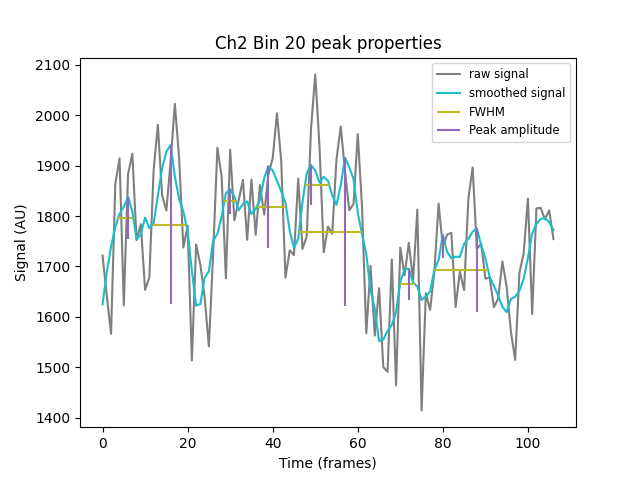 Ch2 Bin 20 peak properties
raw signal
smoothed signal
FWHM
Peak amplitude
Signal (AU)
2100
2000
1900
1800
1700
1600
1500
1400
0 20 40 60 80 100
Time (frames)